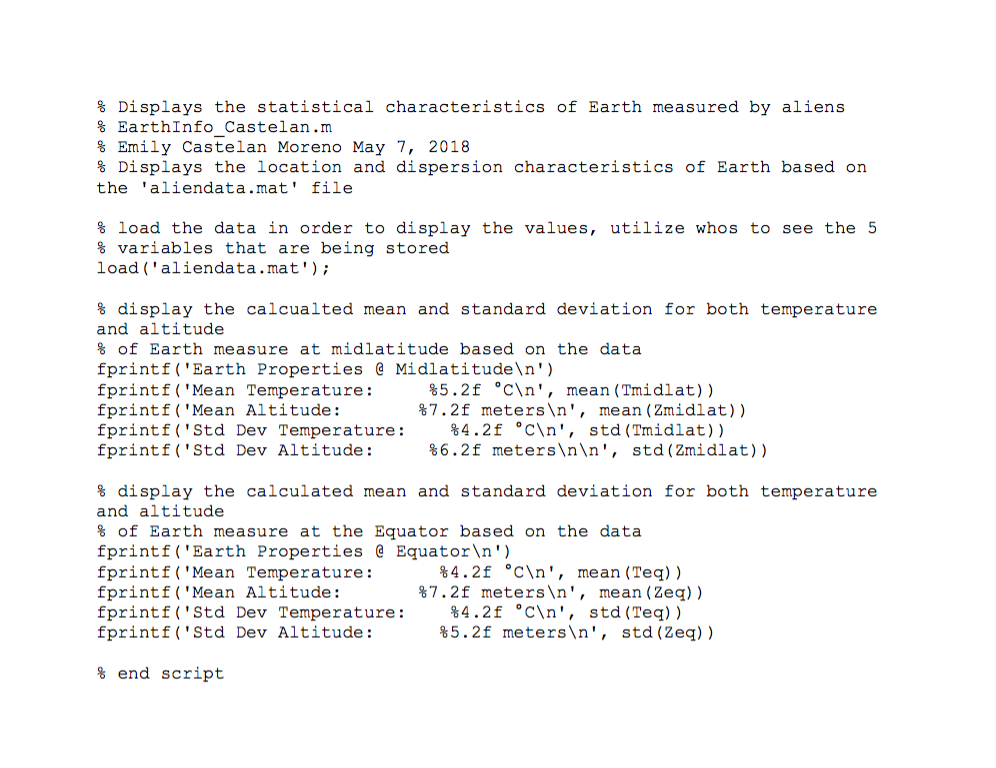 % Displays the statistical characteristics of Earth measured by aliens
% EarthInfo_Castelan.m
% Emily Castelan Moreno May 7, 2018
% Displays the location and dispersion characteristics of Earth based on
the 'aliendata.mat' file

% load the data in order to display the values, utilize whos to see the 5
% variables that are being stored
load('aliendata.mat');

% display the calcualted mean and standard deviation for both temperature
and altitude
% of Earth measure at midlatitude based on the data
fprintf('Earth Properties @ Midlatitude\n')
fprintf('Mean Temperature:     %5.2f °C\n', mean(Tmidlat))
fprintf('Mean Altitude:       %7.2f meters\n', mean(Zmidlat))
fprintf('Std Dev Temperature:    %4.2f °C\n', std(Tmidlat))
fprintf('Std Dev Altitude:     %6.2f meters\n\n', std(Zmidlat))

% display the calculated mean and standard deviation for both temperature
and altitude
% of Earth measure at the Equator based on the data
fprintf('Earth Properties @ Equator\n')
fprintf('Mean Temperature:      %4.2f °C\n', mean(Teq))
fprintf('Mean Altitude:       %7.2f meters\n', mean(Zeq))
fprintf('Std Dev Temperature:    %4.2f °C\n', std(Teq))
fprintf('Std Dev Altitude:      %5.2f meters\n', std(Zeq))

% end script